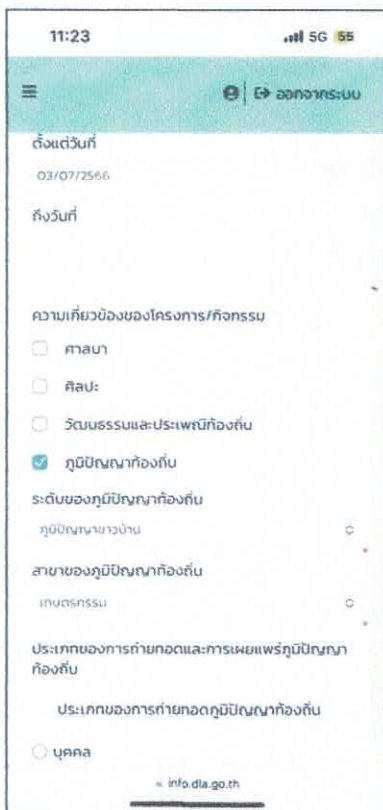 11:23
5G 55
ออกจากระบบ
ตั้งแต่วันที่
03/07/2566
ถึงวันที่
ความเกี่ยวข้องของโครงการ/กิจกรรม
ศาสนา
ศิลปะ
วัฒนธรรมและประเพณีท้องถิ่น
ภูมิปัญญาท้องถิ่น
ระดับของภูมิปัญญาท้องถิ่น
ภูมิปัญญาชาวบ้าน
*
สาขาของภูมิปัญญาท้องถิ่น
เกษตรกรรม
*
ประเภทของการถ่ายทอดและการเผยแพร่ภูมิปัญญา
ท้องถิ่น
ประเภทของการถ่ายทอดภูมิปัญญาท้องถิ่น
บุคคล
info.dla.go.th